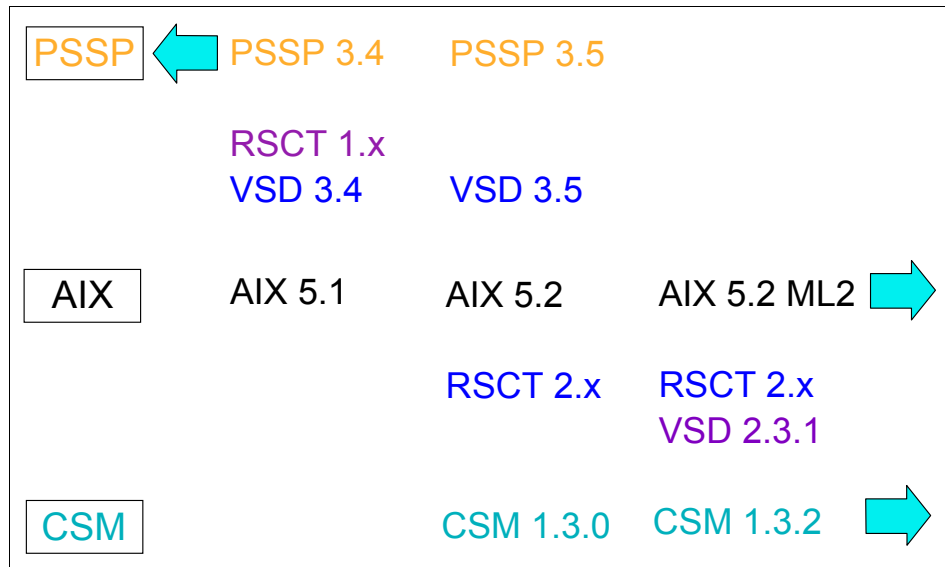 PSSP PSSP 3.4 PSSP 3.5
RSCT 1.x
VSD 3.4 VSD 3.5
AIX AIX 5.1 AIX 5.2 AIX 5.2 ML2
RSCT 2.x RSCT 2.x
VSD 2.3.1
CSM CSM 1.3.0 CSM 1.3.2